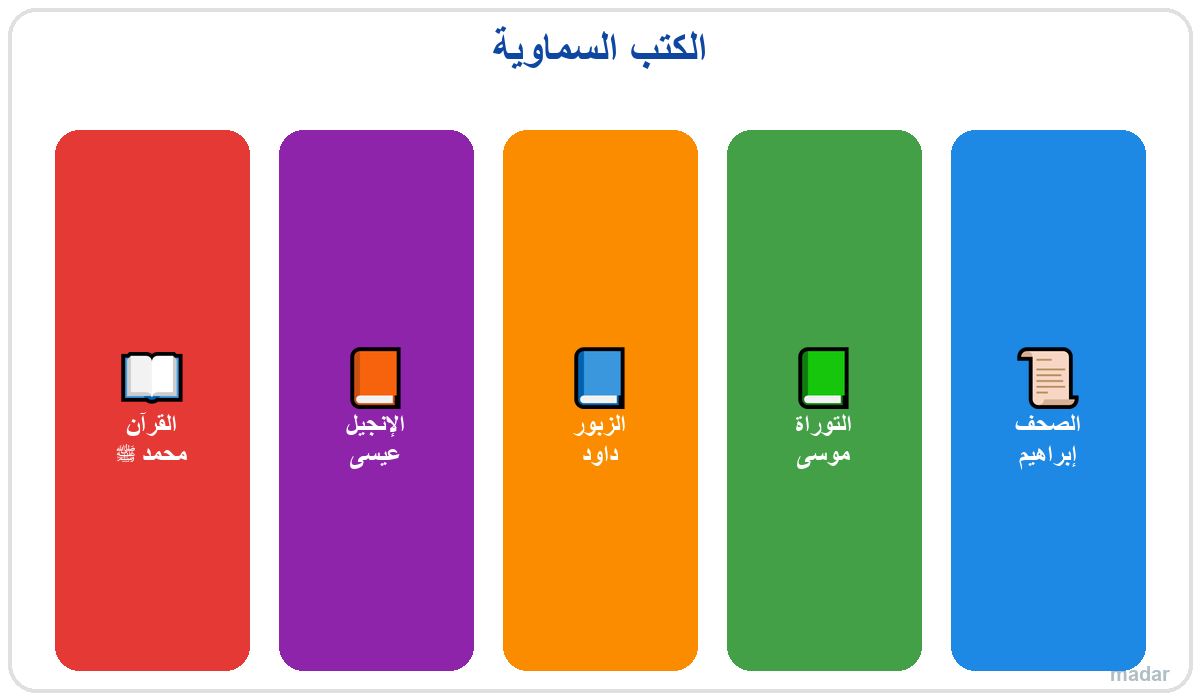 الكتب السماوية
الصحف
إبراهيم
التوراة
موسى
الزبور
داود
الإنجيل
عيسى
القرآن
محمد ﷺ
madar